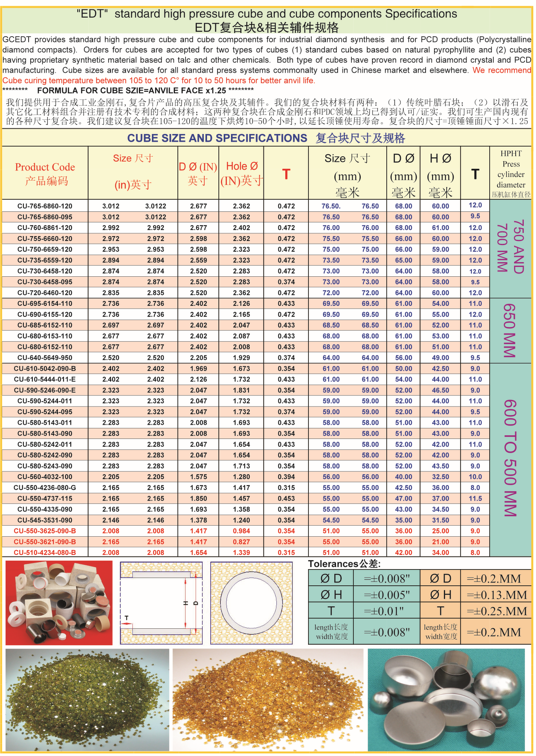 "EDT" standard high pressure cube and cube components Specifications
EDT复合块&相关辅件规格
GCEDT provides standard high pressure cube and cube components for industrial diamond synthesis and for PCD products (Polycrystalline
diamond compacts). Orders for cubes are accepted for two types of cubes (1) standard cubes based on natural pyrophyllite and (2) cubes
having proprietary synthetic material based on talc and other chemicals. Both type of cubes have proven record in diamond crystal and PCD
manufacturing. Cube sizes are available for all standard press systems commonalty used in Chinese market and elsewhere. We recommend
Cube curing temperature between 105 to 120 C° for 10 to 50 hours for better anvil life.
******** FORMULA FOR CUBE SZIE=ANVILE FACE x1.25 ********
我们提供用于合成工业金刚石,复合片产品的高压复合块及其辅件。我们的复合块材料有两种:(1)传统叶腊石块;(2)以滑石及
其它化工材料组合并注册有技术专利的合成材料;这两种复合块在合成金刚石和PDC领域上均已得到认可/证实。我们可生产国内现有
的各种尺寸复合块。我们建议复合块在105-120的温度下烘烤10-50个小时,以延长顶锤使用寿命。复合块的尺寸=顶锤锤面尺寸×1.25
CUBE SIZE AND SPECIFICATIONS 复合块尺寸及规格
Product Code 产品编码 Size 尺寸 (in)英寸 D Ø (IN) 英寸 Hole Ø (IN)英寸 T Size 尺寸 (mm) 毫米 D Ø (mm) 毫米 H Ø (mm) 毫米 T HPHT Press cylinder diameter 压机缸体直径
CU-765-6860-120 3.012 3.0122 2.677 2.362 0.472 76.50. 76.50 68.00 60.00 12.0
CU-765-6860-095 3.012 3.0122 2.677 2.362 0.472 76.50 76.50 68.00 60.00 9.5
CU-760-6861-120 2.992 2.992 2.677 2.402 0.472 76.00 76.00 68.00 61.00 12.0
CU-755-6660-120 2.972 2.972 2.598 2.362 0.472 75.50 75.50 66.00 60.00 12.0
CU-750-6659-120 2.953 2.953 2.598 2.323 0.472 75.00 75.00 66.00 59.00 12.0
CU-735-6559-120 2.894 2.894 2.559 2.323 0.472 73.50 73.50 65.00 59.00 12.0
CU-730-6458-120 2.874 2.874 2.520 2.283 0.472 73.00 73.00 64.00 58.00 12.0
CU-730-6458-095 2.874 2.874 2.520 2.283 0.374 73.00 73.00 64.00 58.00 9.5
CU-720-6460-120 2.835 2.835 2.520 2.362 0.472 72.00 72.00 64.00 60.00 12.0
750 AND 700 MM
CU-695-6154-110 2.736 2.736 2.402 2.126 0.433 69.50 69.50 61.00 54.00 11.0
CU-690-6155-120 2.736 2.736 2.402 2.165 0.472 69.50 69.50 61.00 55.00 12.0
CU-685-6152-110 2.697 2.697 2.402 2.047 0.433 68.50 68.50 61.00 52.00 11.0
CU-680-6153-110 2.677 2.677 2.402 2.087 0.433 68.00 68.00 61.00 53.00 11.0
CU-680-6152-110 2.677 2.677 2.402 2.008 0.433 68.00 68.00 61.00 51.00 11.0
CU-640-5649-950 2.520 2.520 2.205 1.929 0.374 64.00 64.00 56.00 49.00 9.5
650 MM
CU-610-5042-090-B 2.402 2.402 1.969 1.673 0.354 61.00 61.00 50.00 42.50 9.0
CU-610-5444-011-E 2.402 2.402 2.126 1.732 0.433 61.00 61.00 54.00 44.00 11.0
CU-590-5246-090-E 2.323 2.323 2.047 1.831 0.354 59.00 59.00 52.00 46.50 9.0
CU-590-5244-011 2.323 2.323 2.047 1.732 0.433 59.00 59.00 52.00 44.00 11.0
CU-590-5244-095 2.323 2.323 2.047 1.732 0.374 59.00 59.00 52.00 44.00 9.5
CU-580-5143-011 2.283 2.283 2.008 1.693 0.433 58.00 58.00 51.00 43.00 11.0
CU-580-5143-090 2.283 2.283 2.008 1.693 0.354 58.00 58.00 51.00 43.00 9.0
CU-580-5242-011 2.283 2.283 2.047 1.654 0.433 58.00 58.00 52.00 42.00 11.0
CU-580-5242-090 2.283 2.283 2.047 1.654 0.354 58.00 58.00 52.00 42.00 9.0
CU-580-5243-090 2.283 2.283 2.047 1.713 0.354 58.00 58.00 52.00 43.50 9.0
CU-560-4032-100 2.205 2.205 1.575 1.280 0.394 56.00 56.00 40.00 32.50 10.0
CU-550-4236-080-G 2.165 2.165 1.673 1.417 0.315 55.00 55.00 42.50 36.00 8.0
CU-550-4737-115 2.165 2.165 1.850 1.457 0.453 55.00 55.00 47.00 37.00 11.5
CU-550-4335-090 2.165 2.165 1.693 1.358 0.354 55.00 55.00 43.00 34.50 9.0
CU-545-3531-090 2.146 2.146 1.378 1.240 0.354 54.50 54.50 35.00 31.50 9.0
CU-550-3625-090-B 2.008 2.008 1.417 0.984 0.354 51.00 51.00 36.00 25.00 9.0
CU-550-3621-090-B 2.165 2.165 1.417 0.827 0.354 55.00 55.00 36.00 21.00 9.0
CU-510-4234-080-B 2.008 2.008 1.654 1.339 0.315 51.00 51.00 42.00 34.00 8.0
600 TO 500 MM
T H D
Tolerances公差:
Ø D =±0.008" Ø D =±0.2.MM
Ø H =±0.005" Ø H =±0.13.MM
T =±0.01" T =±0.25.MM
length长度 width宽度 =±0.008" length长度 width宽度 =±0.2.MM